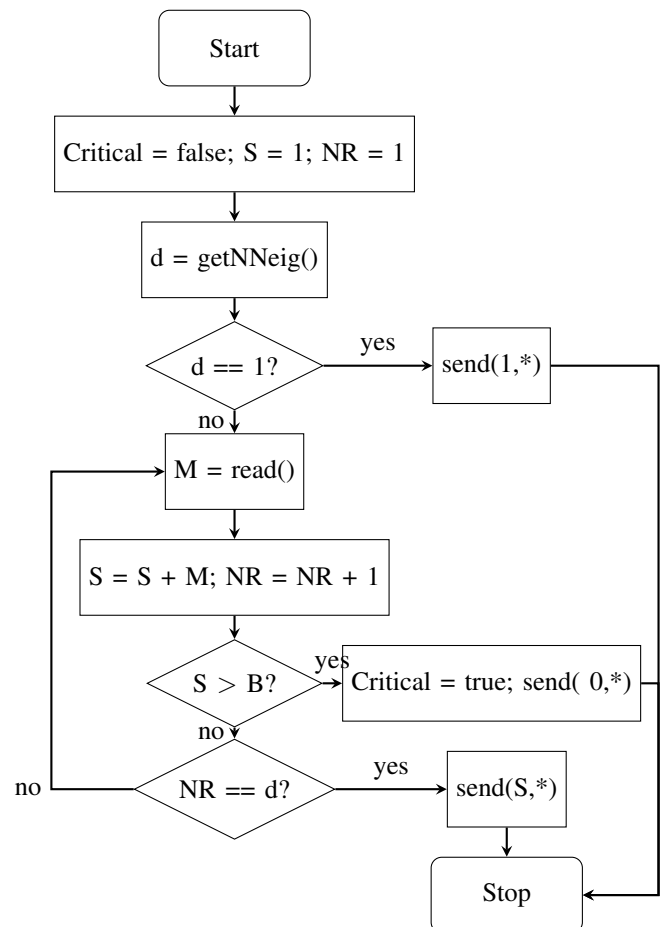 Start
Critical = false; S = 1; NR = 1
d = getNNeig()
d == 1?
yes
send(1,*)
no
M = read()
S = S + M; NR = NR + 1
S > B?
yes
Critical = true; send( 0,*)
no
NR == d?
yes
send(S,*)
no
Stop